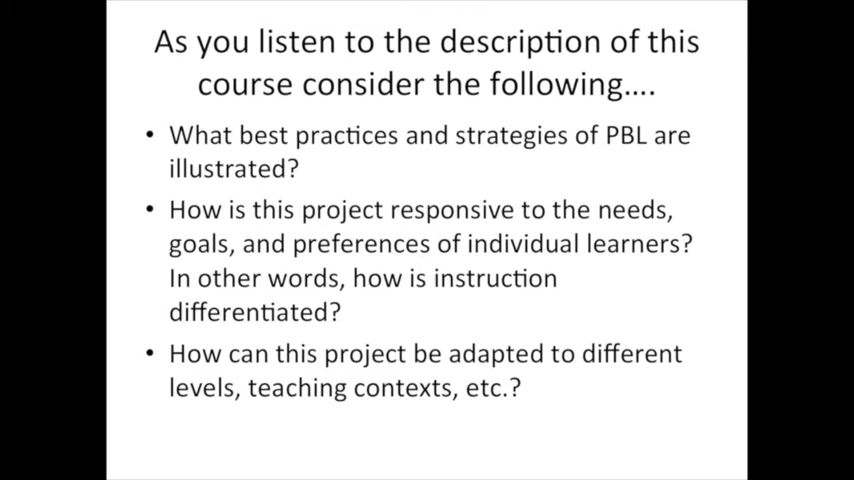 As you listen to the description of this
course consider the following….
• What best practices and strategies of PBL are
illustrated?
• How is this project responsive to the needs,
goals, and preferences of individual learners?
In other words, how is instruction
differentiated?
• How can this project be adapted to different
levels, teaching contexts, etc.?